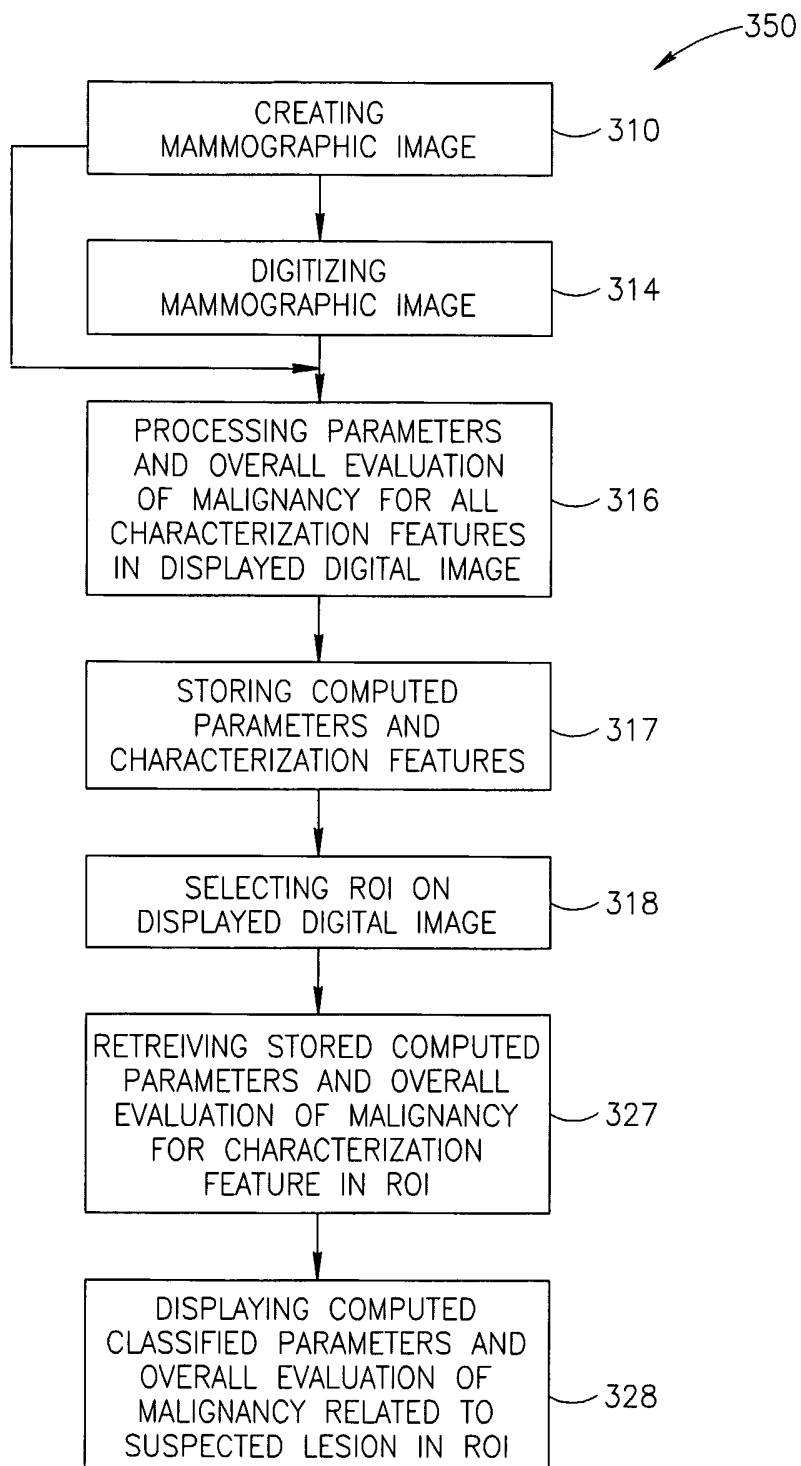 350
CREATING
MAMMOGRAPHIC IMAGE
310
DIGITIZING
MAMMOGRAPHIC IMAGE
314
PROCESSING PARAMETERS
AND OVERALL EVALUATION
OF MALIGNANCY FOR ALL
CHARACTERIZATION FEATURES
IN DISPLAYED DIGITAL IMAGE
316
STORING COMPUTED
PARAMETERS AND
CHARACTERIZATION FEATURES
317
SELECTING ROI ON
DISPLAYED DIGITAL IMAGE
318
RETREIVING STORED COMPUTED
PARAMETERS AND OVERALL
EVALUATION OF MALIGNANCY
FOR CHARACTERIZATION
FEATURE IN ROI
327
DISPLAYING COMPUTED
CLASSIFIED PARAMETERS AND
OVERALL EVALUATION OF
MALIGNANCY RELATED TO
SUSPECTED LESION IN ROI
328